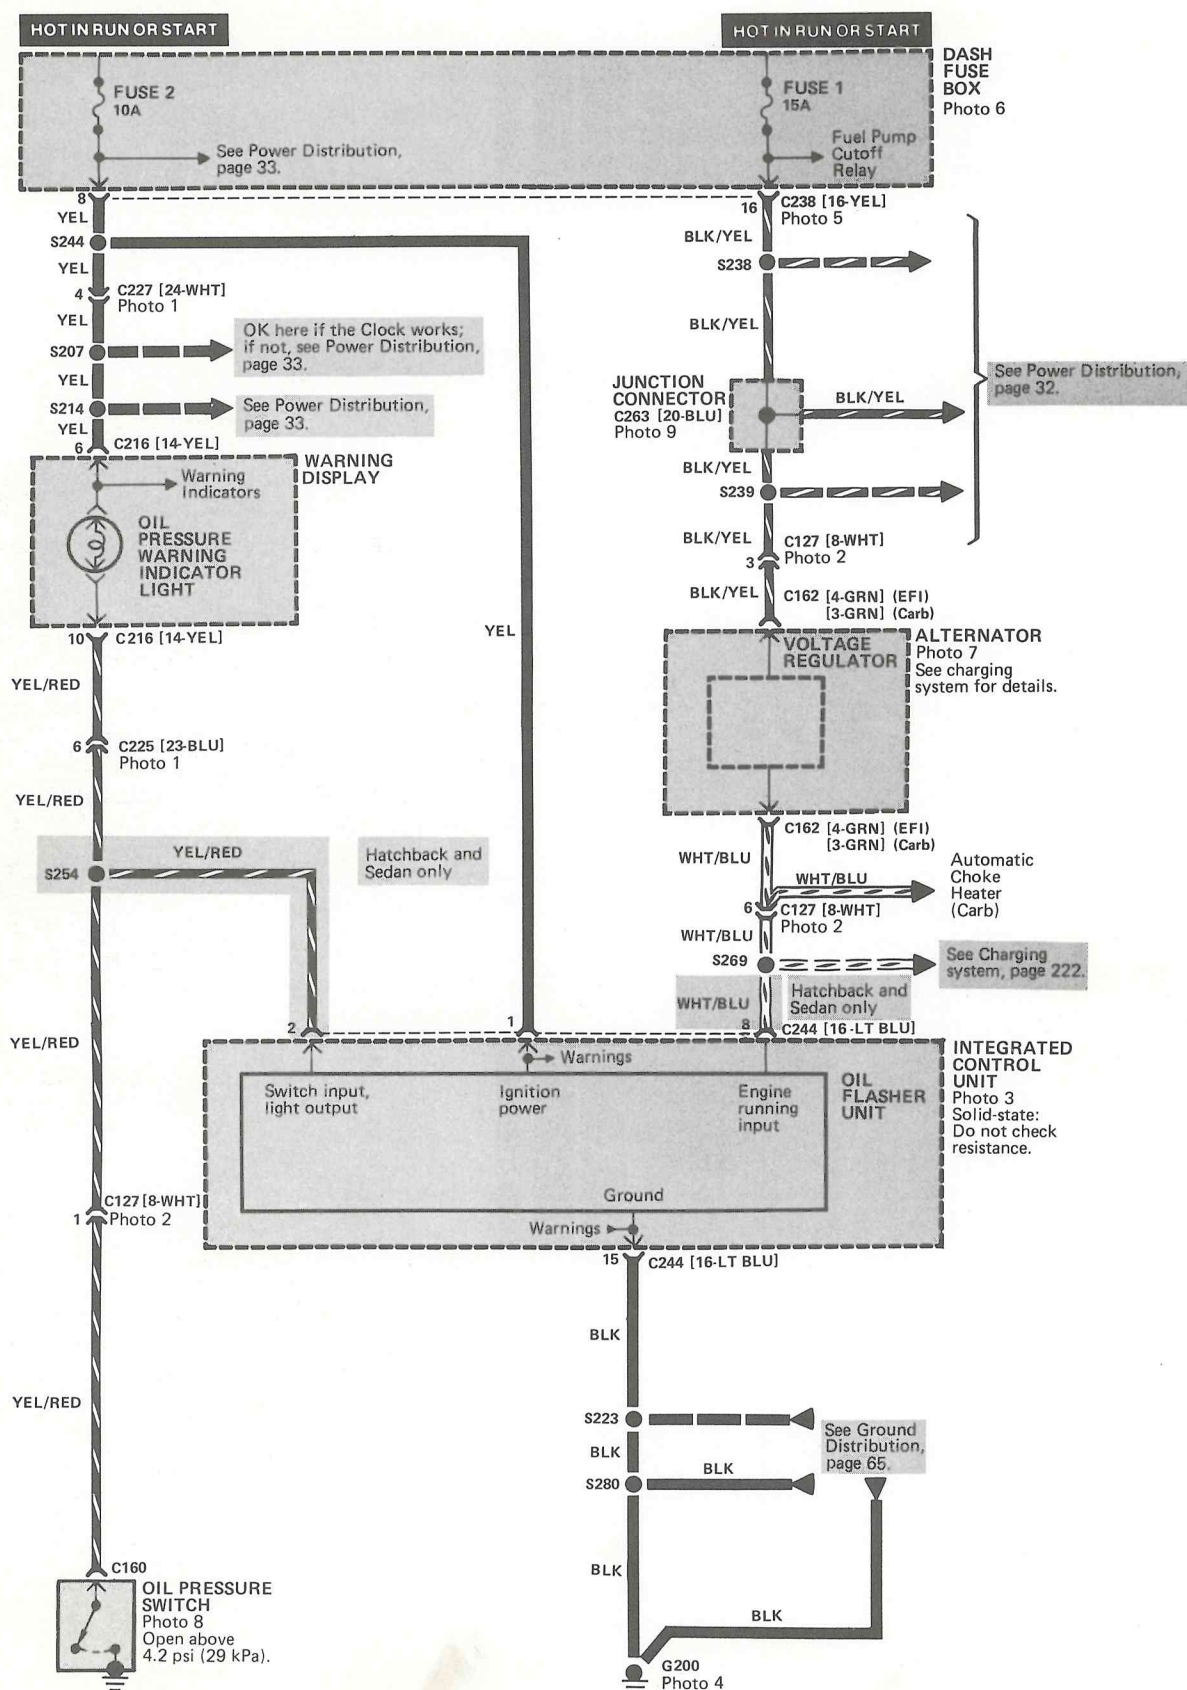 HOT IN RUN OR START
HOT IN RUN OR START
FUSE 2
10A
See Power Distribution,
page 33.
FUSE 1
15A
Fuel Pump
Cutoff
Relay
DASH
FUSE
BOX
Photo 6
8
YEL
S244
YEL
4
C227 [24-WHT]
Photo 1
YEL
S207
OK here if the Clock works;
if not, see Power Distribution,
page 33.
YEL
S214
See Power Distribution,
page 33.
YEL
6
C216 [14-YEL]
WARNING
DISPLAY
Warning
Indicators
OIL
PRESSURE
WARNING
INDICATOR
LIGHT
10
C216 [14-YEL]
YEL/RED
6
C225 [23-BLU]
Photo 1
YEL/RED
S254
YEL/RED
Hatchback and
Sedan only
YEL
16
C238 [16-YEL]
Photo 5
BLK/YEL
S238
BLK/YEL
JUNCTION
CONNECTOR
C263 [20-BLU]
Photo 9
BLK/YEL
See Power Distribution,
page 32.
BLK/YEL
S239
BLK/YEL
C127 [8-WHT]
3
Photo 2
BLK/YEL
C162 [4-GRN] (EFI)
[3-GRN] (Carb)
VOLTAGE
REGULATOR
ALTERNATOR
Photo 7
See charging
system for details.
C162 [4-GRN] (EFI)
[3-GRN] (Carb)
WHT/BLU
WHT/BLU
Automatic
Choke
Heater
(Carb)
6
C127 [8-WHT]
Photo 2
WHT/BLU
S269
See Charging
system, page 222.
WHT/BLU
Hatchback and
Sedan only
2
1
8
C244 [16-LT BLU]
YEL/RED
Warnings
Switch input,
light output
Ignition
power
Engine
running
input
OIL
FLASHER
UNIT
INTEGRATED
CONTROL
UNIT
Photo 3
Solid-state:
Do not check
resistance.
Ground
Warnings
C127 [8-WHT]
1
Photo 2
15
C244 [16-LT BLU]
BLK
YEL/RED
S223
See Ground
Distribution,
page 65.
BLK
BLK
S280
BLK
BLK
C160
OIL PRESSURE
SWITCH
Photo 8
Open above
4.2 psi (29 kPa).
G200
Photo 4